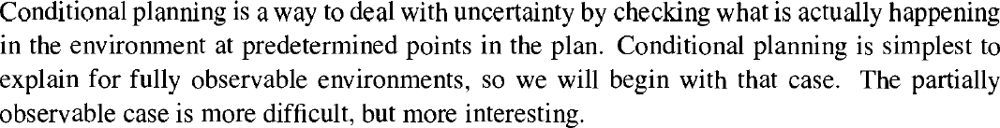 Conditional planning is a way to deal with uncertainty by checking what is actually happening
in the environment at predetermined points in the plan. Conditional planning is simplest to
explain for fully observable environments, so we will begin with that case. The partially
observable case is more difficult, but more interesting.